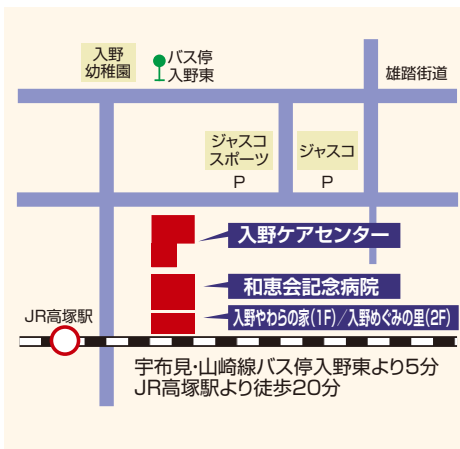 入野
幼稚園
バス停
入野東
雄踏街道
ジャスコ
スポーツ
P
ジャスコ
P
入野ケアセンター
和恵会記念病院
入野やわらの家(1F)／入野めぐみの里(2F)
JR高塚駅
宇布見・山崎線バス停入野東より5分
JR高塚駅より徒歩20分